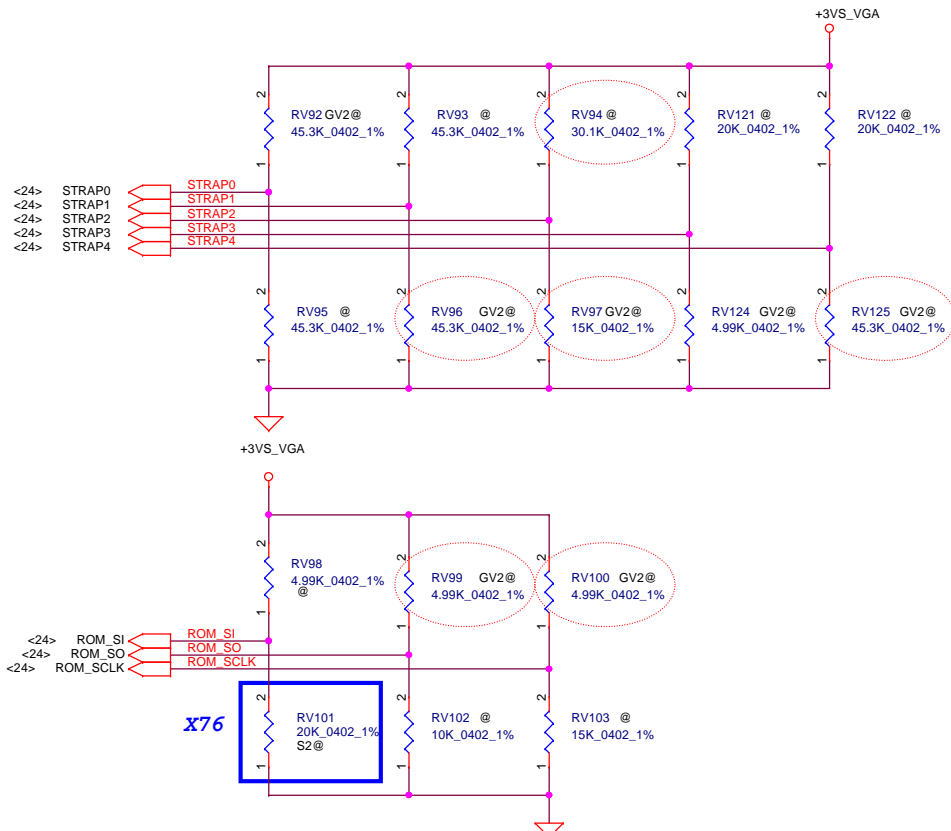 +3VS_VGA
2 2 2 2 2
RV92 GV2@ RV93 @ RV94 @ RV121 @ RV122 @
45.3K_0402_1% 45.3K_0402_1% 30.1K_0402_1% 20K_0402_1% 20K_0402_1%
1 1 1 1 1
<24> STRAP0 STRAP0
<24> STRAP1 STRAP1
<24> STRAP2 STRAP2
<24> STRAP3 STRAP3
<24> STRAP4 STRAP4
2 2 2 2 2
RV95 @ RV96 GV2@ RV97 GV2@ RV124 GV2@ RV125 GV2@
45.3K_0402_1% 45.3K_0402_1% 15K_0402_1% 4.99K_0402_1% 45.3K_0402_1%
1 1 1 1 1
+3VS_VGA
2 2 2
RV98 RV99 GV2@ RV100 GV2@
4.99K_0402_1% 4.99K_0402_1% 4.99K_0402_1%
@
1 1 1
<24> ROM_SI ROM_SI
<24> ROM_SO ROM_SO
<24> ROM_SCLK ROM_SCLK
2 2 2
X76 RV101 RV102 @ RV103 @
20K_0402_1% 10K_0402_1% 15K_0402_1%
S2@
1 1 1